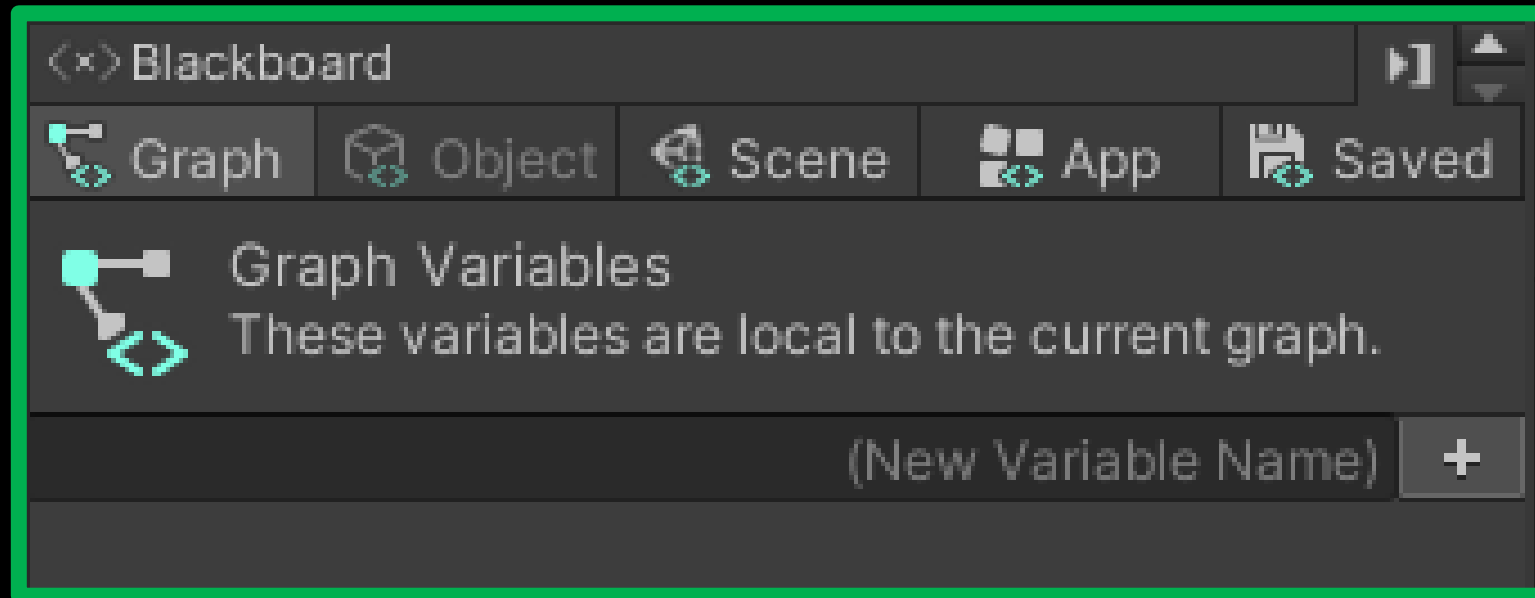 Blackboard
Graph Object Scene App Saved
Graph Variables
These variables are local to the current graph.
(New Variable Name) +